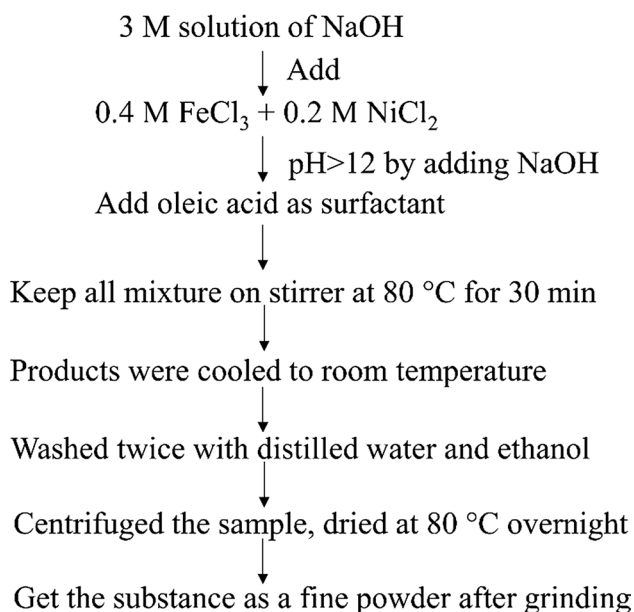 3 M solution of NaOH
Add
0.4 M FeCl₃ + 0.2 M NiCl₂
pH>12 by adding NaOH
Add oleic acid as surfactant
Keep all mixture on stirrer at 80 °C for 30 min
Products were cooled to room temperature
Washed twice with distilled water and ethanol
Centrifuged the sample, dried at 80 °C overnight
Get the substance as a fine powder after grinding